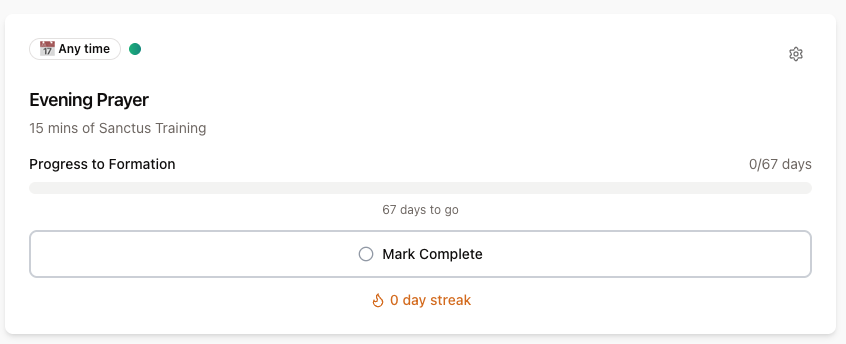 17 Any time
Evening Prayer
15 mins of Sanctus Training
Progress to Formation 0/67 days
67 days to go
Mark Complete
0 day streak